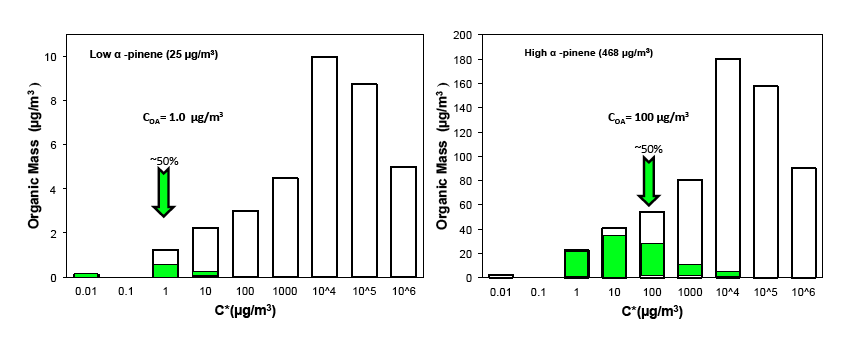 Low α -pinene (25 µg/m³)
C_OA= 1.0 µg/m³
~50%
Organic Mass (µg/m³ )
10
8
6
4
2
0
0.01 0.1 1 10 100 1000 10^4 10^5 10^6
C*(µg/m³)
High α -pinene (468 µg/m³)
C_OA= 100 µg/m³
~50%
Organic Mass (µg/m³ )
200
180
160
140
120
100
80
60
40
20
0
0.01 0.1 1 10 100 1000 10^4 10^5 10^6
C*(µg/m³)